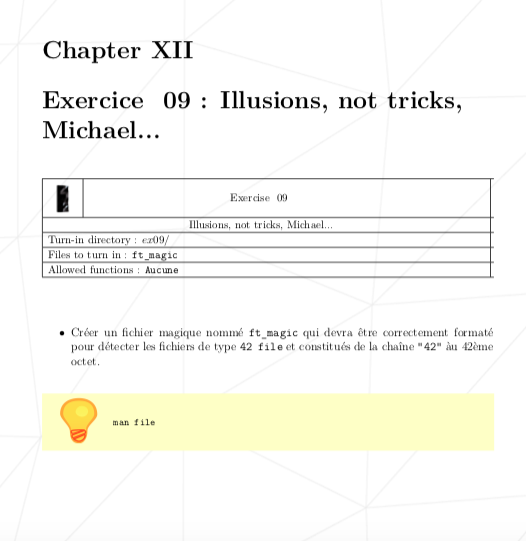 Chapter XII
Exercice 09 : Illusions, not tricks,
Michael...
Exercise 09
Illusions, not tricks, Michael...
Turn-in directory : ex09/
Files to turn in : ft_magic
Allowed functions : Aucune
• Créer un fichier magique nommé ft_magic qui devra être correctement formaté
pour détecter les fichiers de type 42 file et constitués de la chaîne "42" àu 42ème
octet.
man file